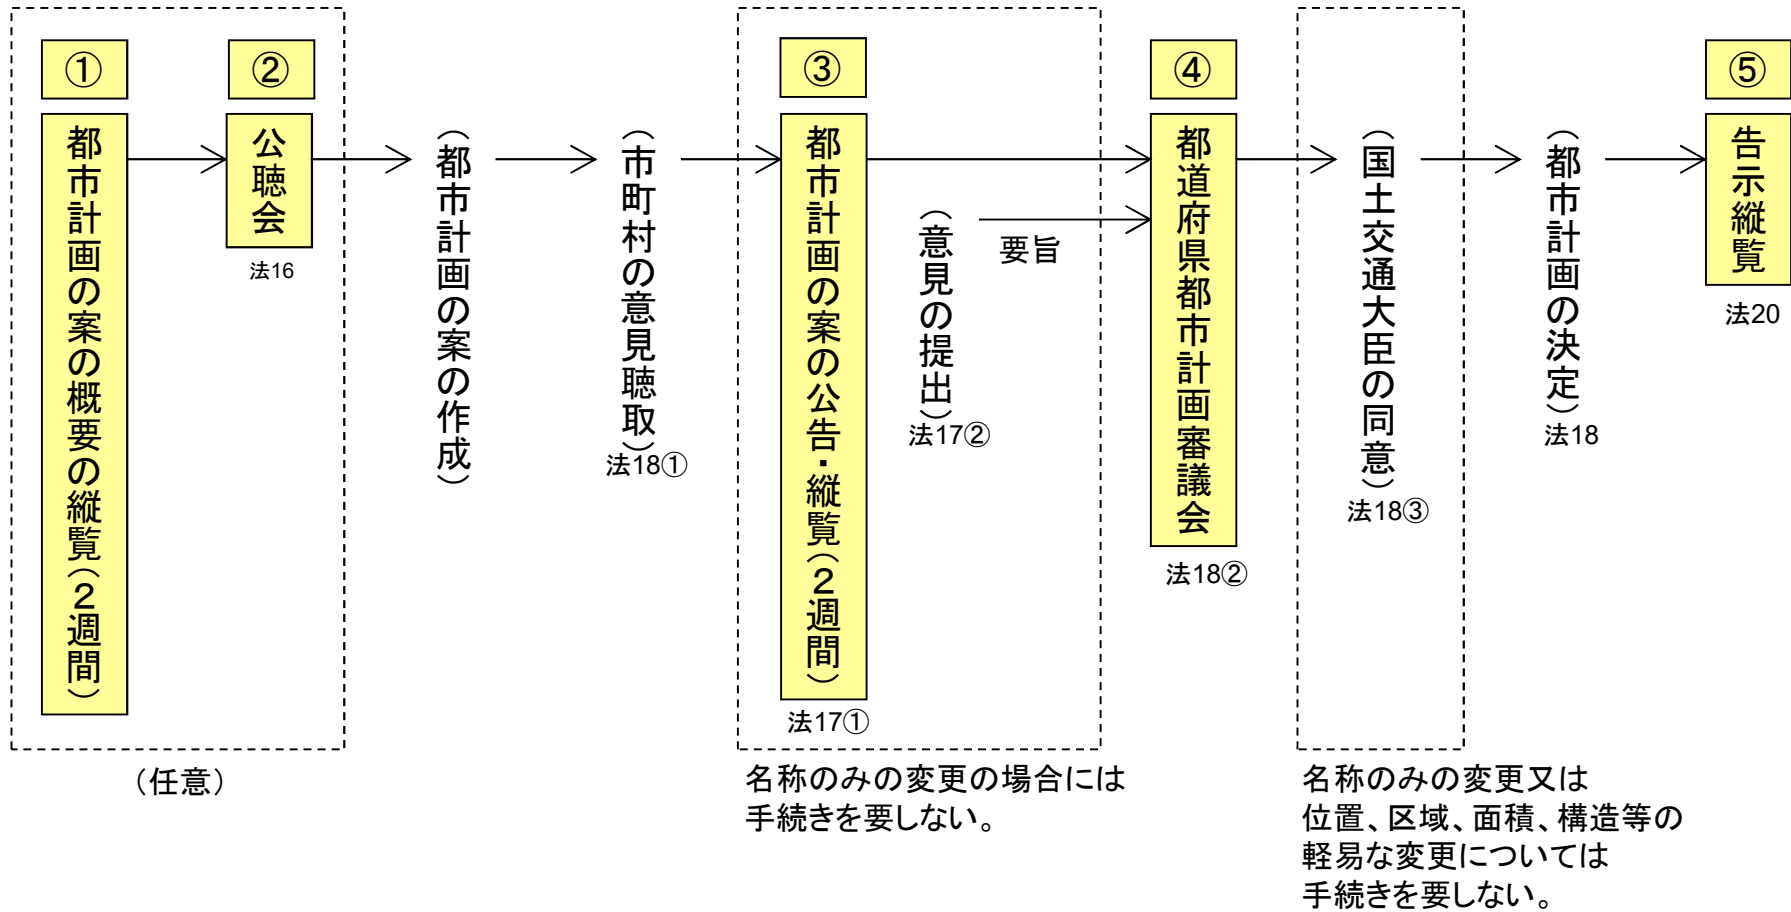 ①
都市計画の案の概要の縦覧(2週間)
②
公聴会
法16
(任意)
(都市計画の案の作成)
(市町村の意見聴取)
法18①
③
都市計画の案の公告・縦覧(2週間)
法17①
(意見の提出)
法17②
要旨
名称のみの変更の場合には
手続きを要しない。
④
都道府県都市計画審議会
法18②
(国土交通大臣の同意)
法18③
名称のみの変更又は
位置、区域、面積、構造等の
軽易な変更については
手続きを要しない。
(都市計画の決定)
法18
⑤
告示縦覧
法20